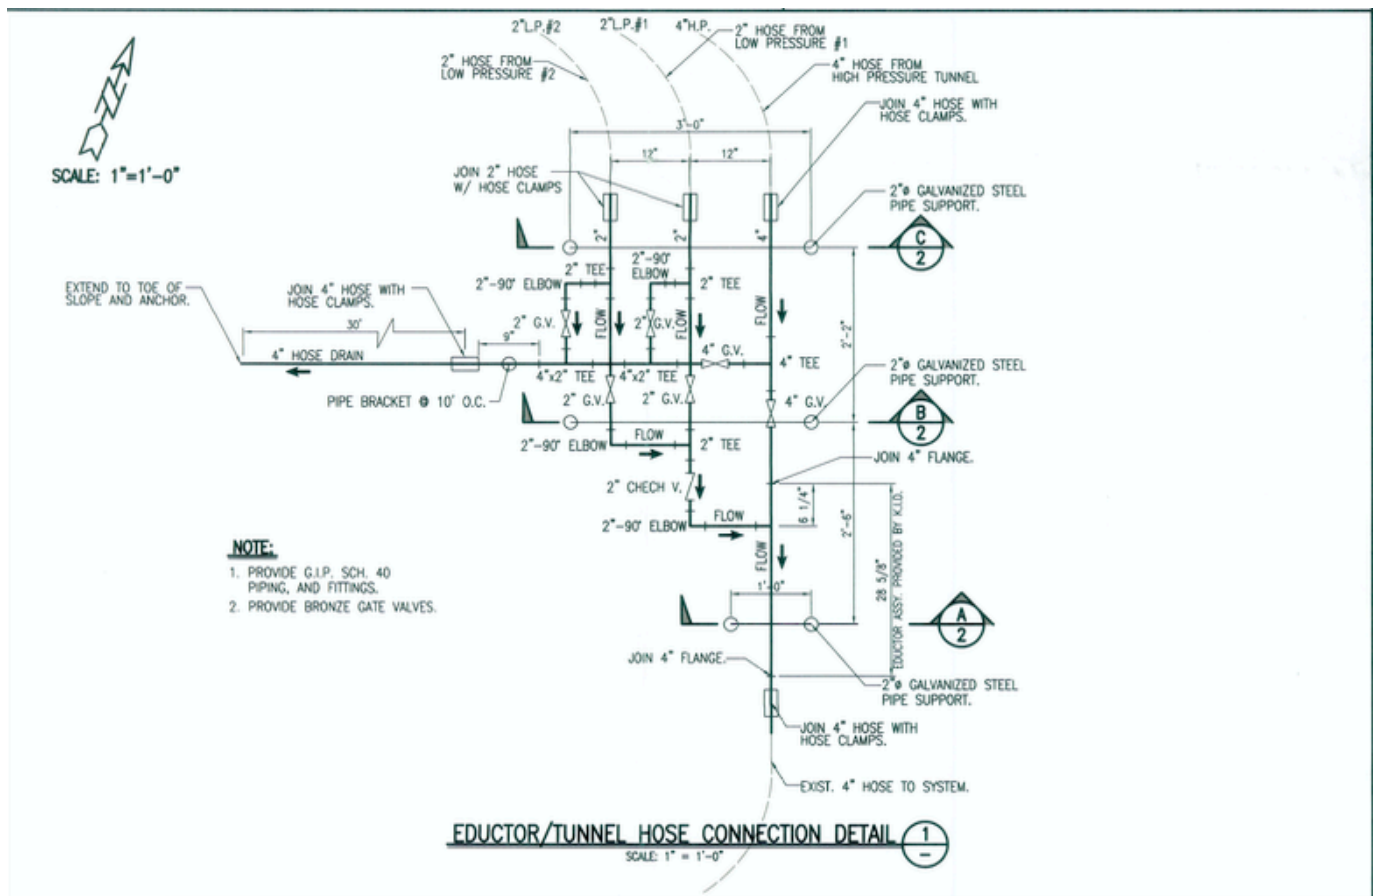 2"L.P.#2
2"L.P.#1
4"H.P.
2" HOSE FROM
LOW PRESSURE #1
2" HOSE FROM
LOW PRESSURE #2
4" HOSE FROM
HIGH PRESSURE TUNNEL
JOIN 4" HOSE WITH
HOSE CLAMPS.
3'-0"
SCALE: 1"=1'-0"
12"
12"
JOIN 2" HOSE
W/ HOSE CLAMPS
2"ø GALVANIZED STEEL
PIPE SUPPORT.
2"
2"
4"
C
2
2"-90° ELBOW
2" TEE
2"-90° ELBOW
2" TEE
EXTEND TO TOE OF
SLOPE AND ANCHOR.
JOIN 4" HOSE WITH
HOSE CLAMPS.
30'
9"
2" G.V.
FLOW
2" G.V.
FLOW
FLOW
2'-2"
4" G.V.
4" HOSE DRAIN
4" TEE
4"x2" TEE
4"x2" TEE
2"ø GALVANIZED STEEL
PIPE SUPPORT.
PIPE BRACKET @ 10' O.C.
2" G.V.
2" G.V.
4" G.V.
B
2
2"-90° ELBOW
FLOW
2" TEE
JOIN 4" FLANGE.
2" CHECH V.
6 1/4"
2'-6"
2"-90° ELBOW
FLOW
FLOW
28 5/8"
EDUCTOR ASSY. PROVIDED BY K.I.D.
NOTE:
1. PROVIDE G.I.P. SCH. 40
PIPING, AND FITTINGS.
2. PROVIDE BRONZE GATE VALVES.
1'-0"
A
2
JOIN 4" FLANGE.
2"ø GALVANIZED STEEL
PIPE SUPPORT.
JOIN 4" HOSE WITH
HOSE CLAMPS.
EXIST. 4" HOSE TO SYSTEM.
EDUCTOR/TUNNEL HOSE CONNECTION DETAIL
1
-
SCALE: 1" = 1'-0"